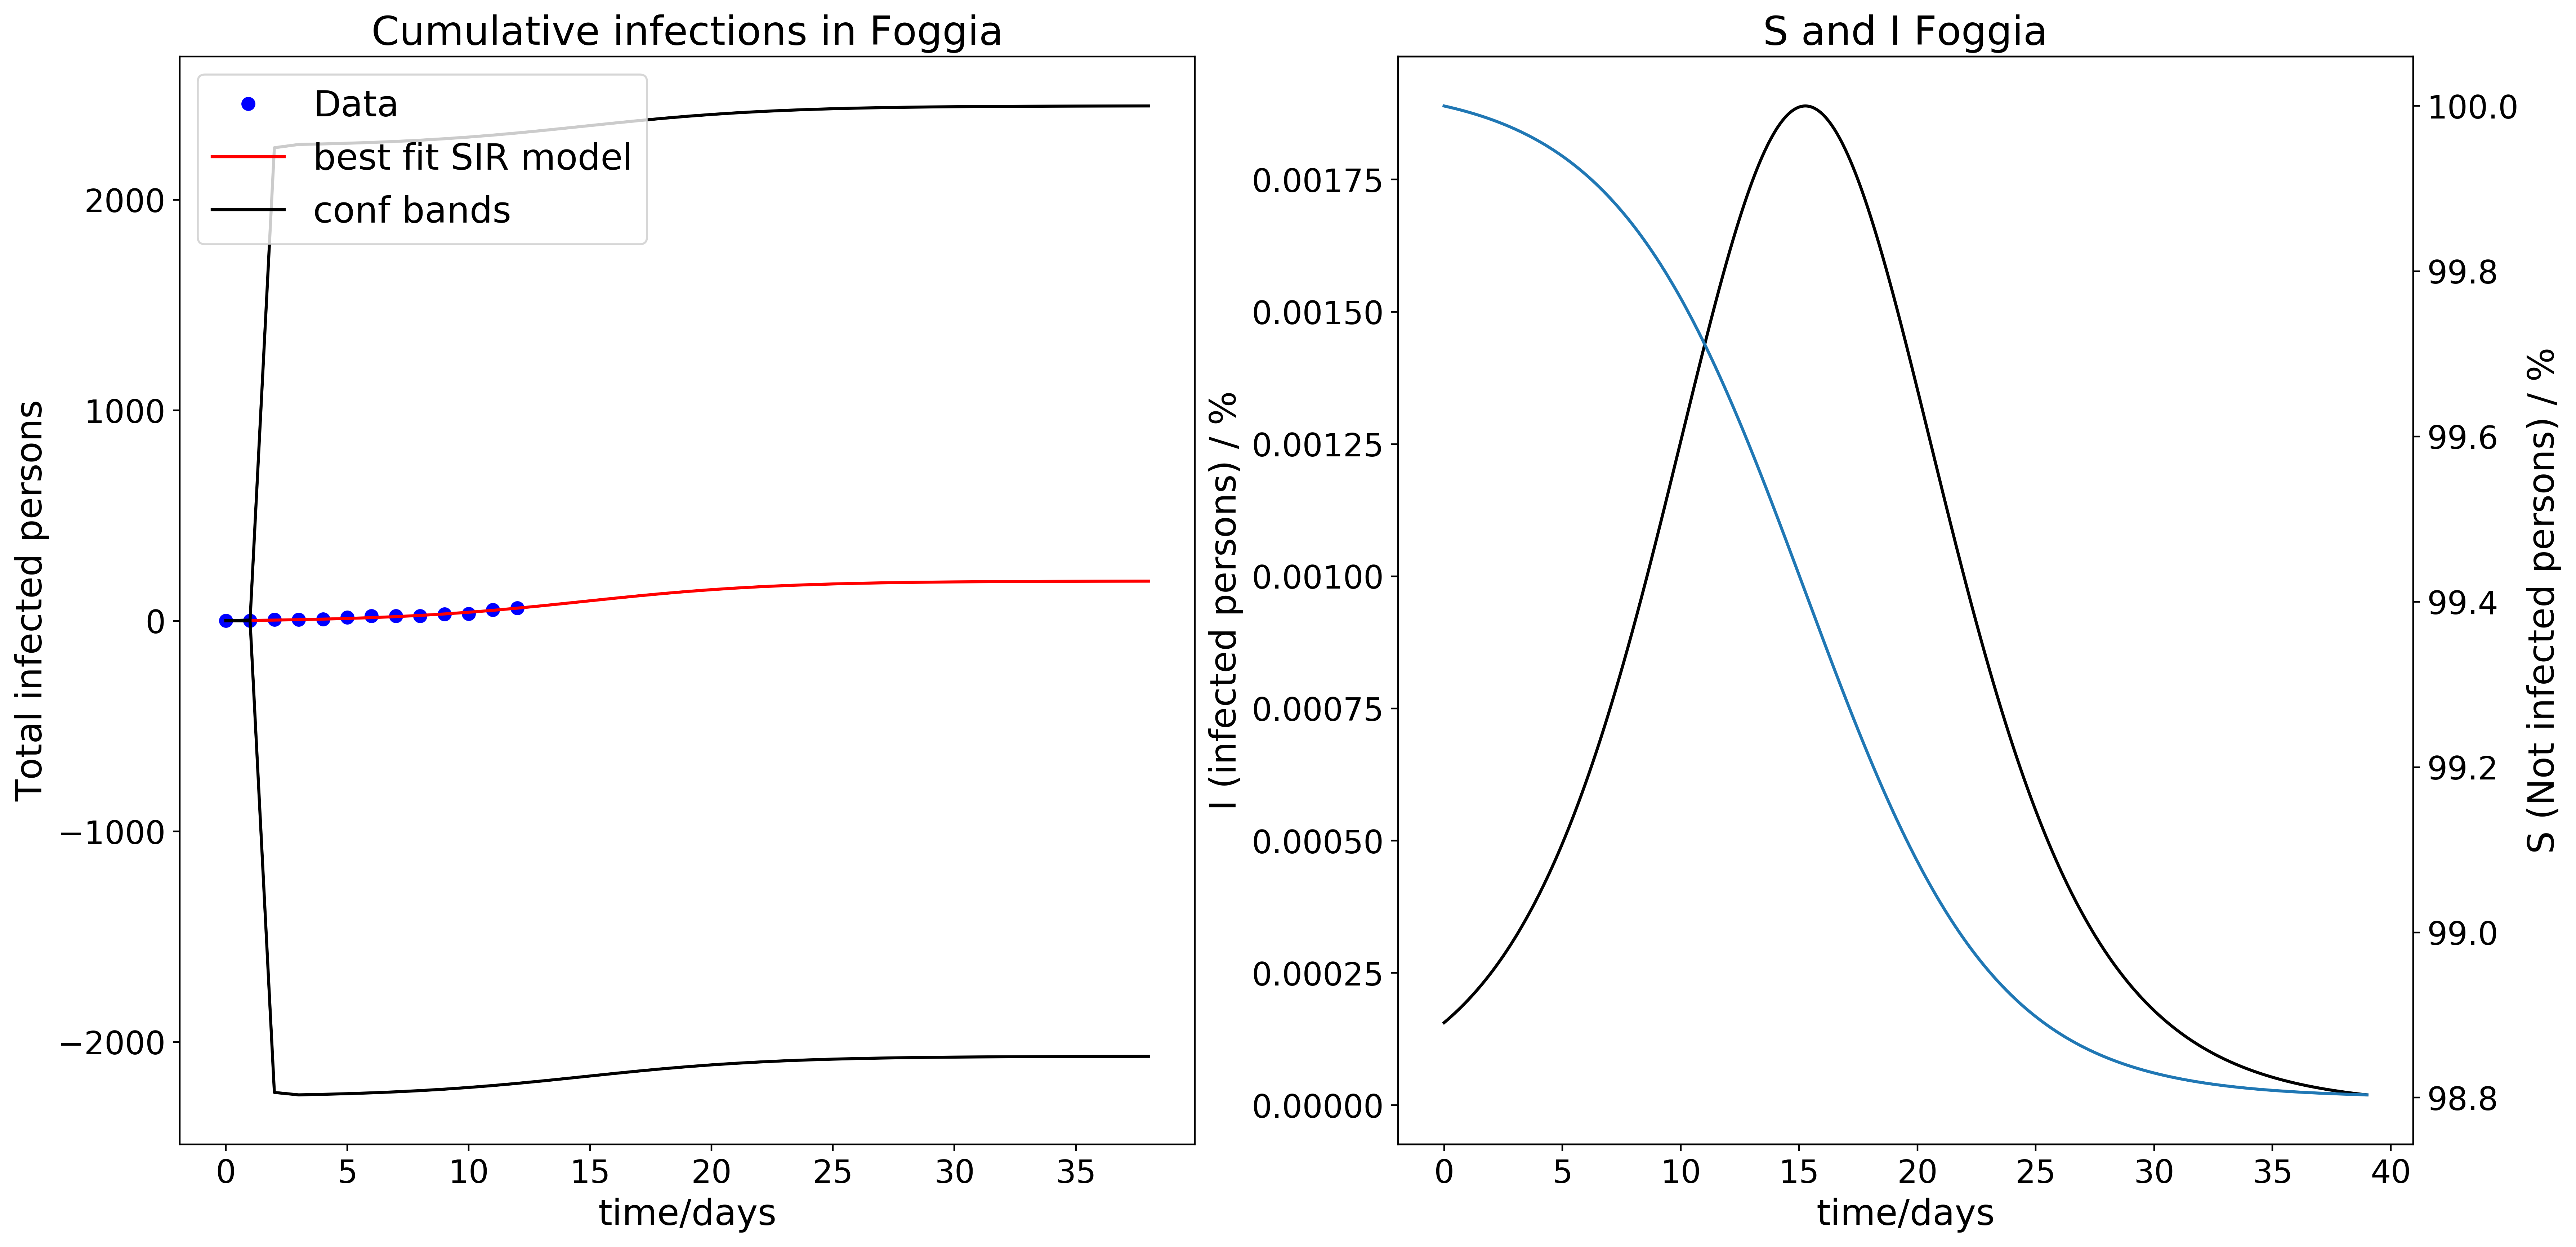 Cumulative infections in Foggia
Data
best fit SIR model
conf bands
2000
1000
0
−1000
−2000
Total infected persons
0 5 10 15 20 25 30 35
time/days
S and I Foggia
I (infected persons) / %
0.00175
0.00150
0.00125
0.00100
0.00075
0.00050
0.00025
0.00000
100.0
99.8
99.6
99.4
99.2
99.0
98.8
S (Not infected persons) / %
0 5 10 15 20 25 30 35 40
time/days